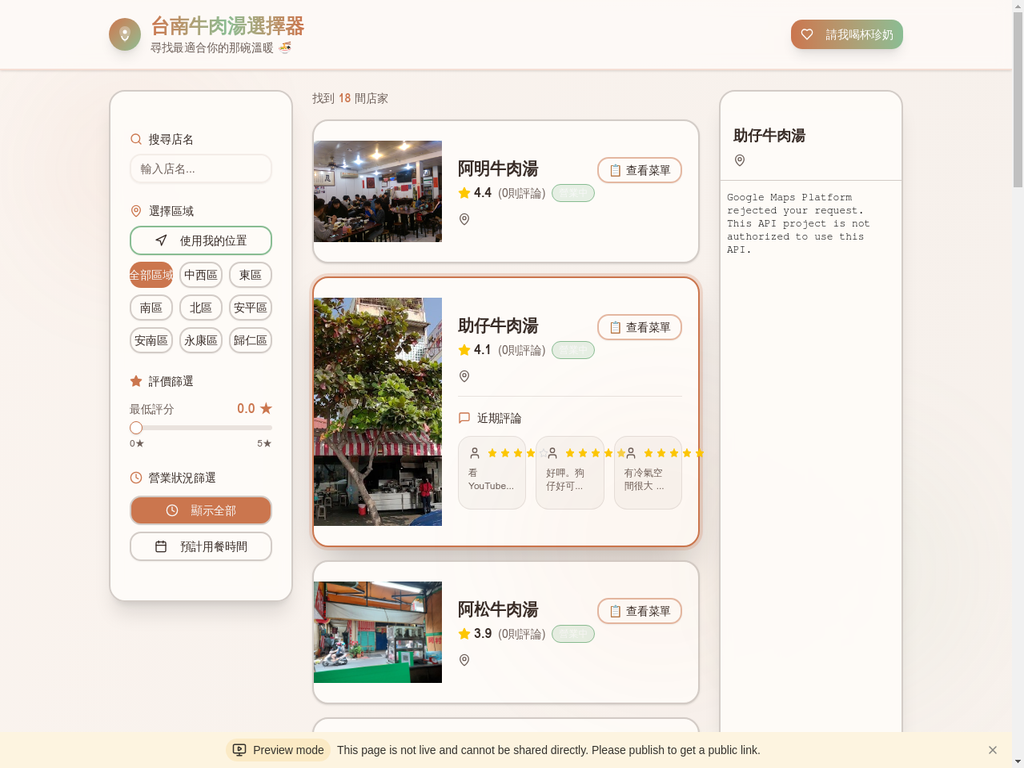 台南牛肉湯選擇器
尋找最適合你的那碗溫暖 🍜
請我喝杯珍奶
搜尋店名
輸入店名...
選擇區域
使用我的位置
全部區域 中西區 東區
南區 北區 安平區
安南區 永康區 歸仁區
評價篩選
最低評分 0.0 ★
0★ 5★
營業狀況篩選
顯示全部
預計用餐時間
找到 18 間店家
阿明牛肉湯
📋 查看菜單
4.4 (0則評論)
助仔牛肉湯
📋 查看菜單
4.1 (0則評論)
近期評論
看
YouTube...
好呷。狗
仔好可...
有冷氣空
間很大 ...
阿松牛肉湯
📋 查看菜單
3.9 (0則評論)
助仔牛肉湯
Google Maps Platform
rejected your request.
This API project is not
authorized to use this
API.
Preview mode This page is not live and cannot be shared directly. Please publish to get a public link.